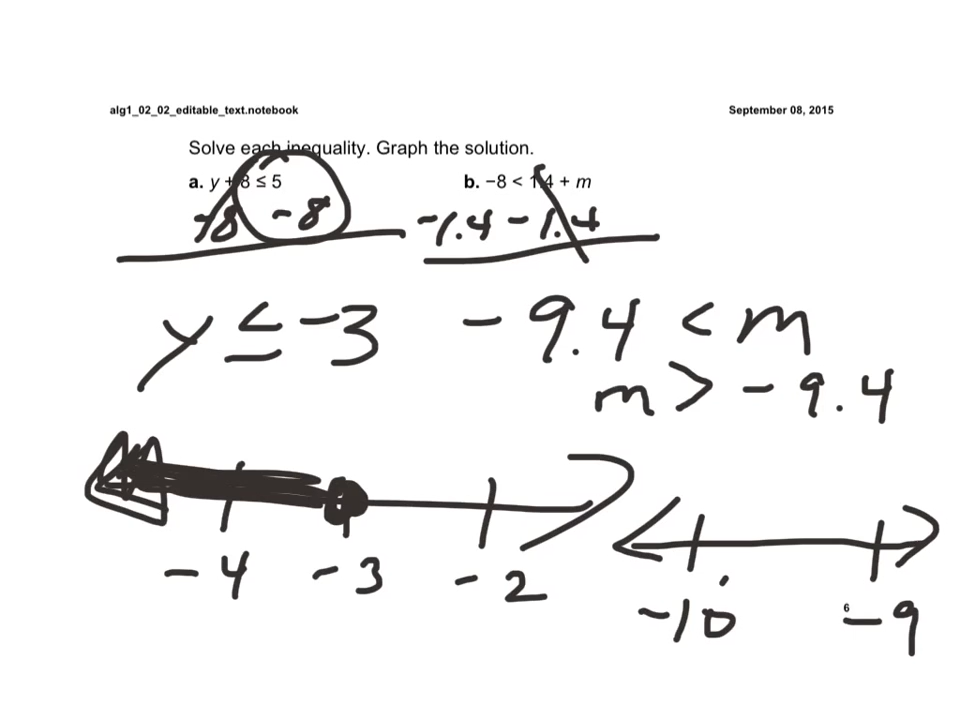 alg1_02_02_editable_text.notebook September 08, 2015
Solve each inequality. Graph the solution.
a. y + 8 ≤ 5 b. −8 < 1.4 + m
-8 - 8 -1.4 - 1.4
y ≤ -3 - 9.4 < m
m > - 9.4
- 4 - 3 - 2 -10 - 9
6